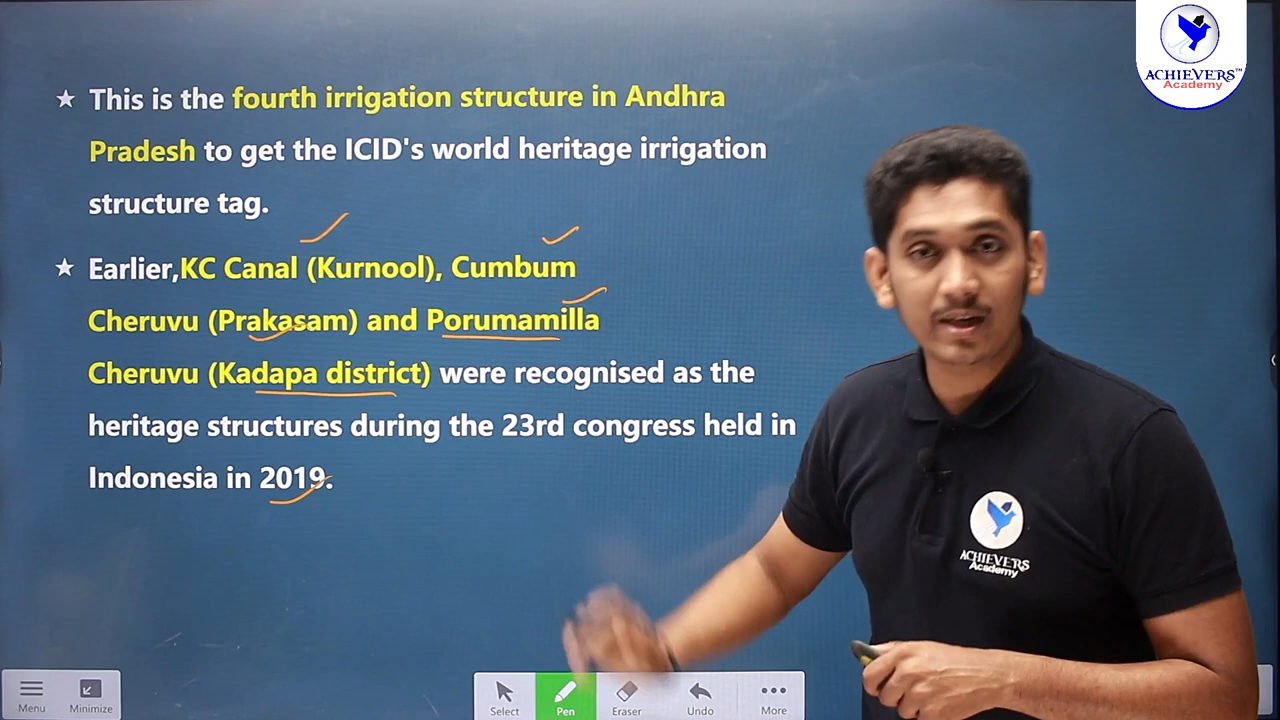 ACHIEVERS™
Academy
★ This is the fourth irrigation structure in Andhra
Pradesh to get the ICID's world heritage irrigation
structure tag.
★ Earlier,KC Canal (Kurnool), Cumbum
Cheruvu (Prakasam) and Porumamilla
Cheruvu (Kadapa district) were recognised as the
heritage structures during the 23rd congress held in
Indonesia in 2019.
ACHIEVERS
Academy
Menu
Minimize
Select
Pen
Eraser
Undo
More